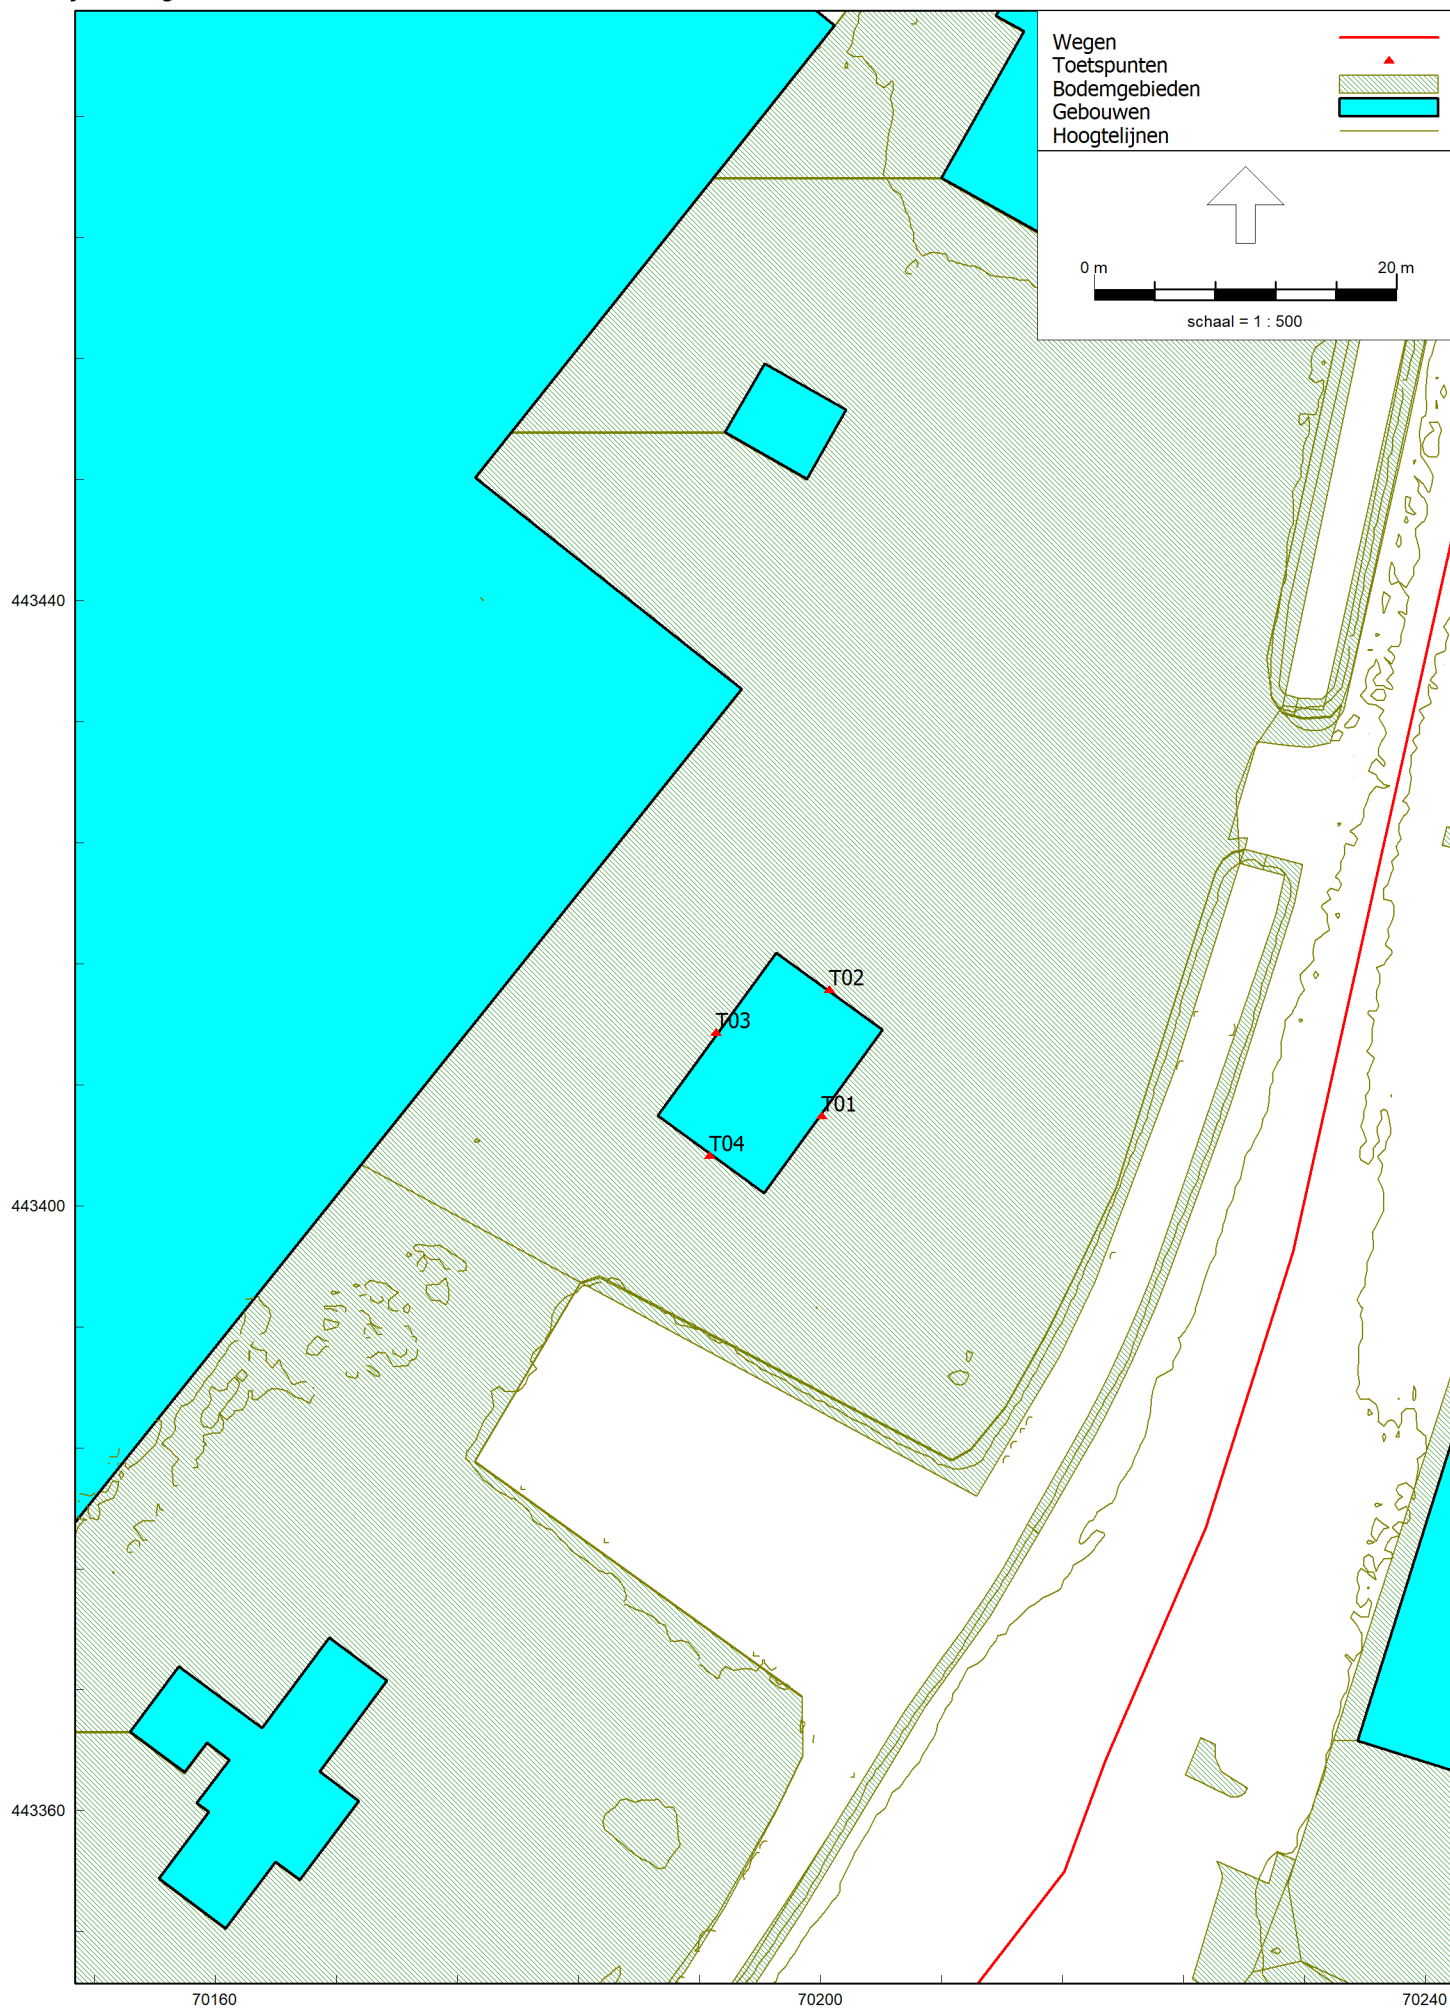 Wegen
Toetspunten
Bodemgebieden
Gebouwen
Hoogtelijnen
0 m 20 m
schaal = 1 : 500
443440
T02
T03
T01
T04
443400
443360
70160 70200 70240